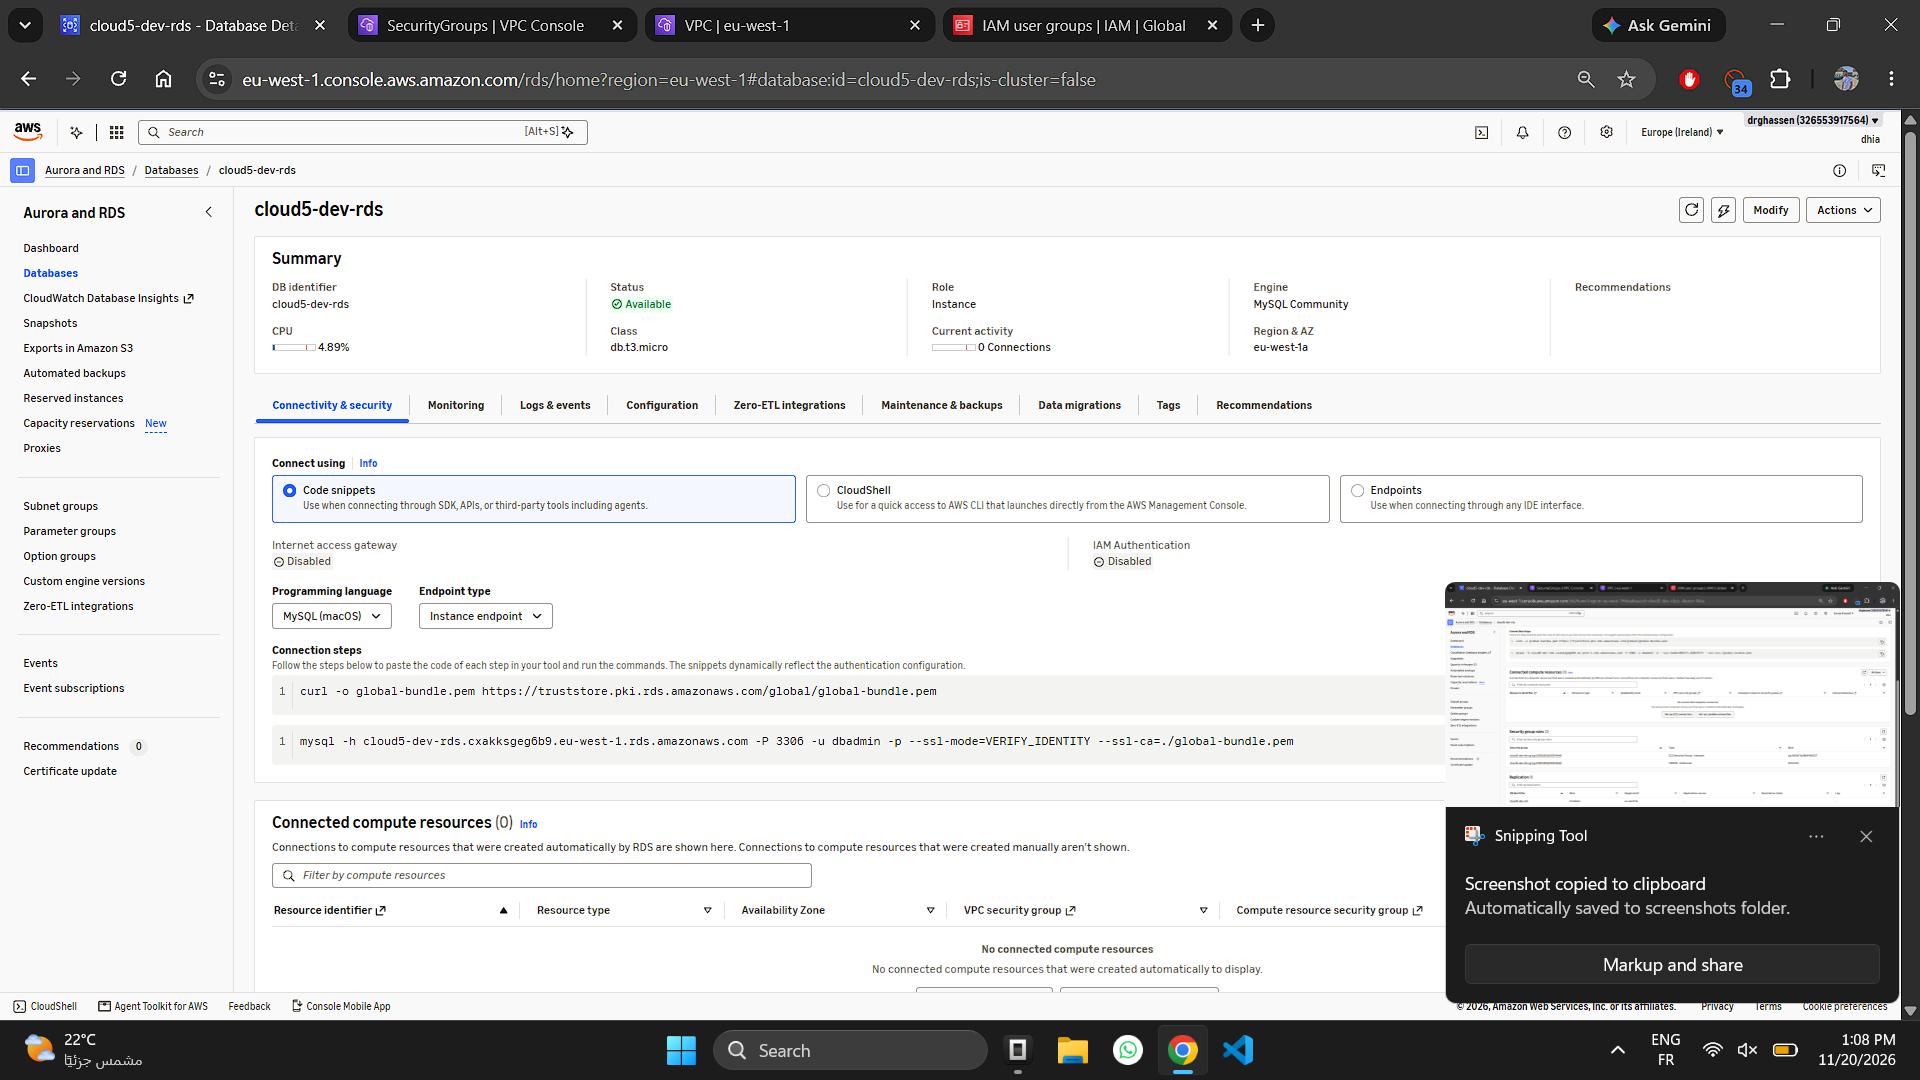 cloud5-dev-rds - Database Deta
SecurityGroups | VPC Console
VPC | eu-west-1
IAM user groups | IAM | Global
Ask Gemini
eu-west-1.console.aws.amazon.com/rds/home?region=eu-west-1#database:id=cloud5-dev-rds;is-cluster=false
34
aws
Search
[Alt+S]
Europe (Ireland)
drghassen (326553917564)
dhia
Aurora and RDS / Databases / cloud5-dev-rds
Aurora and RDS
Dashboard
Databases
CloudWatch Database Insights
Snapshots
Exports in Amazon S3
Automated backups
Reserved instances
Capacity reservations New
Proxies
Subnet groups
Parameter groups
Option groups
Custom engine versions
Zero-ETL integrations
Events
Event subscriptions
Recommendations 0
Certificate update
cloud5-dev-rds
Modify
Actions
Summary
DB identifier
cloud5-dev-rds
Status
Available
Role
Instance
Engine
MySQL Community
Recommendations
CPU
4.89%
Class
db.t3.micro
Current activity
0 Connections
Region & AZ
eu-west-1a
Connectivity & security
Monitoring
Logs & events
Configuration
Zero-ETL integrations
Maintenance & backups
Data migrations
Tags
Recommendations
Connect using Info
Code snippets
Use when connecting through SDK, APIs, or third-party tools including agents.
CloudShell
Use for a quick access to AWS CLI that launches directly from the AWS Management Console.
Endpoints
Use when connecting through any IDE interface.
Internet access gateway
Disabled
IAM Authentication
Disabled
Programming language
MySQL (macOS)
Endpoint type
Instance endpoint
Connection steps
Follow the steps below to paste the code of each step in your tool and run the commands. The snippets dynamically reflect the authentication configuration.
1 curl -o global-bundle.pem https://truststore.pki.rds.amazonaws.com/global/global-bundle.pem
1 mysql -h cloud5-dev-rds.cxakksgeg6b9.eu-west-1.rds.amazonaws.com -P 3306 -u dbadmin -p --ssl-mode=VERIFY_IDENTITY --ssl-ca=./global-bundle.pem
Connected compute resources (0) Info
Connections to compute resources that were created automatically by RDS are shown here. Connections to compute resources that were created manually aren't shown.
Filter by compute resources
Resource identifier
Resource type
Availability Zone
VPC security group
Compute resource security group
No connected compute resources
No connected compute resources that were created automatically to display.
Snipping Tool
Screenshot copied to clipboard
Automatically saved to screenshots folder.
Markup and share
CloudShell
Agent Toolkit for AWS
Feedback
Console Mobile App
© 2026, Amazon Web Services, Inc. or its affiliates.
Privacy
Terms
Cookie preferences
22°C
مشمس جزئيًا
Search
ENG
FR
1:08 PM
11/20/2026